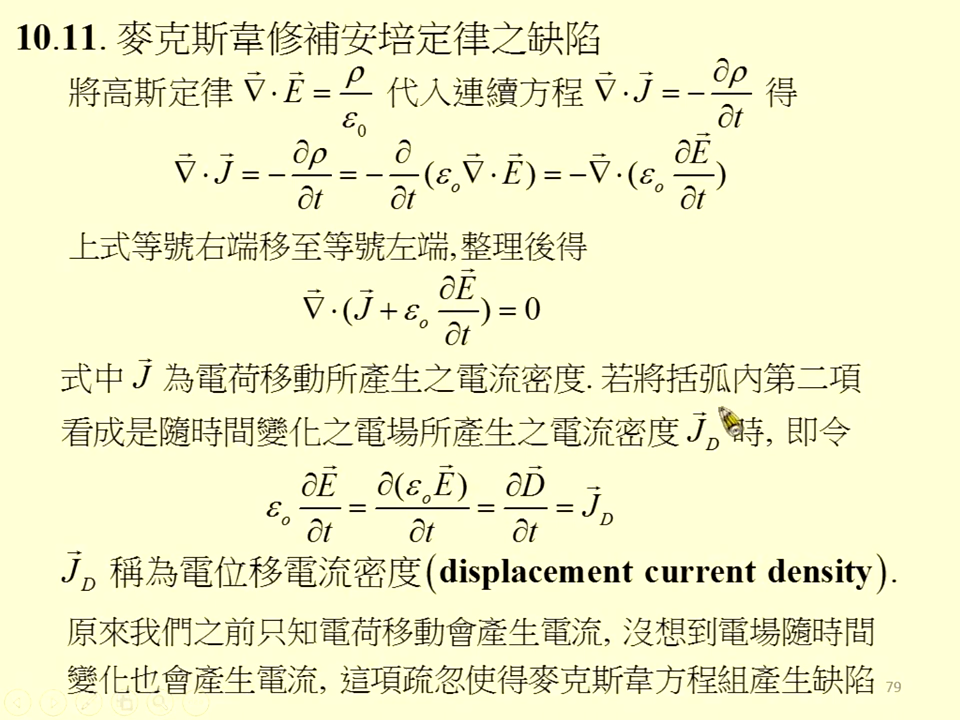 10.11. 麥克斯韋修補安培定律之缺陷
將高斯定律 ∇⃗·E⃗ = ρ/ε₀ 代入連續方程 ∇⃗·J⃗ = −∂ρ/∂t 得
∇⃗·J⃗ = −∂ρ/∂t = −∂/∂t(εₒ∇⃗·E⃗) = −∇⃗·(εₒ ∂E⃗/∂t)
上式等號右端移至等號左端,整理後得
∇⃗·(J⃗ + εₒ ∂E⃗/∂t) = 0
式中 J⃗ 為電荷移動所產生之電流密度. 若將括弧內第二項
看成是隨時間變化之電場所產生之電流密度 J⃗_D 時, 即令
εₒ ∂E⃗/∂t = ∂(εₒE⃗)/∂t = ∂D⃗/∂t = J⃗_D
J⃗_D 稱為電位移電流密度(displacement current density).
原來我們之前只知電荷移動會產生電流, 沒想到電場隨時間
變化也會產生電流, 這項疏忽使得麥克斯韋方程組產生缺陷
79